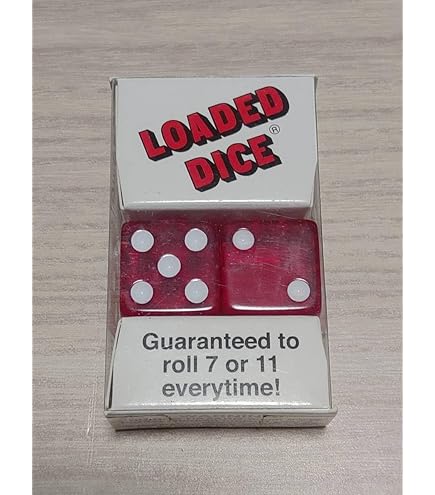 LOADED
DICE®
Guaranteed to
roll 7 or 11
everytime!